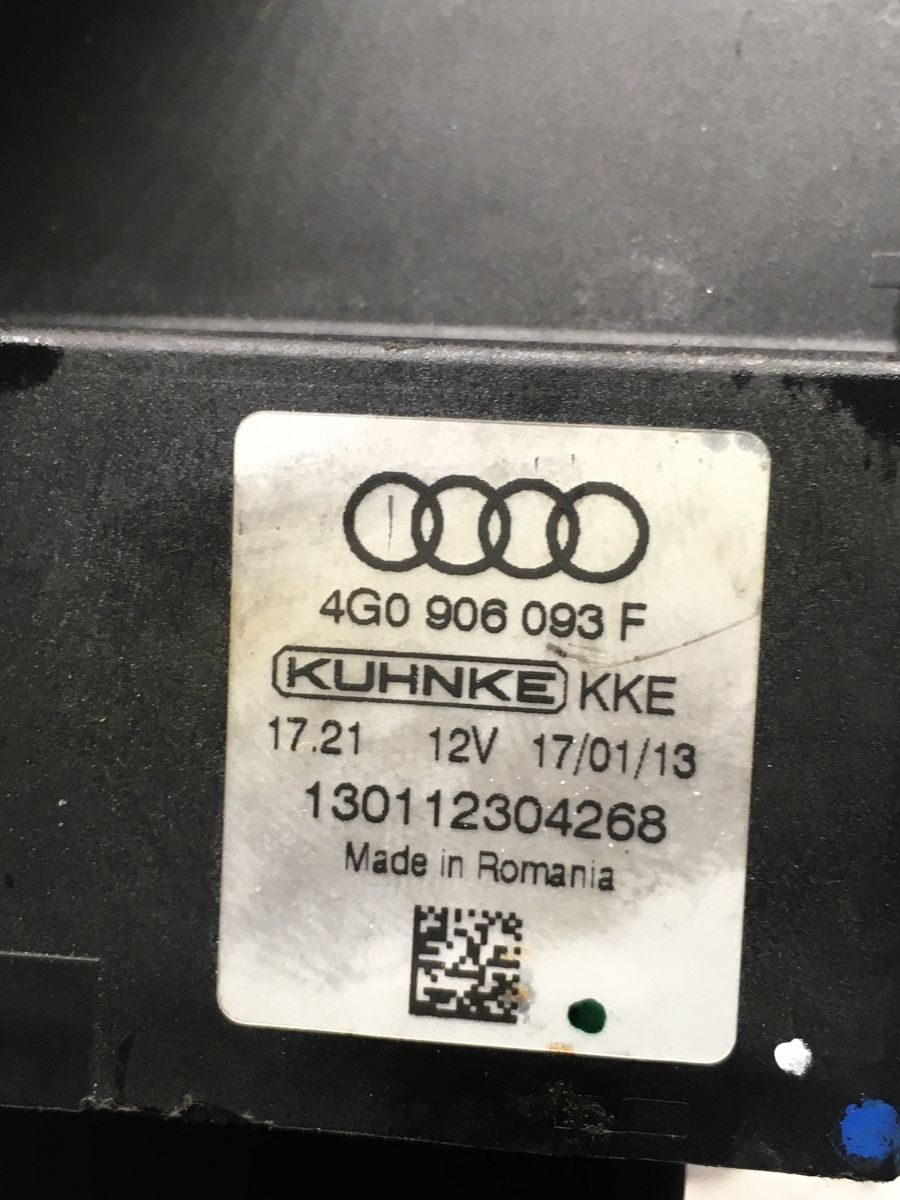 4G0 906 093 F
KUHNKE KKE
17.21 12V 17/01/13
130112304268
Made in Romania